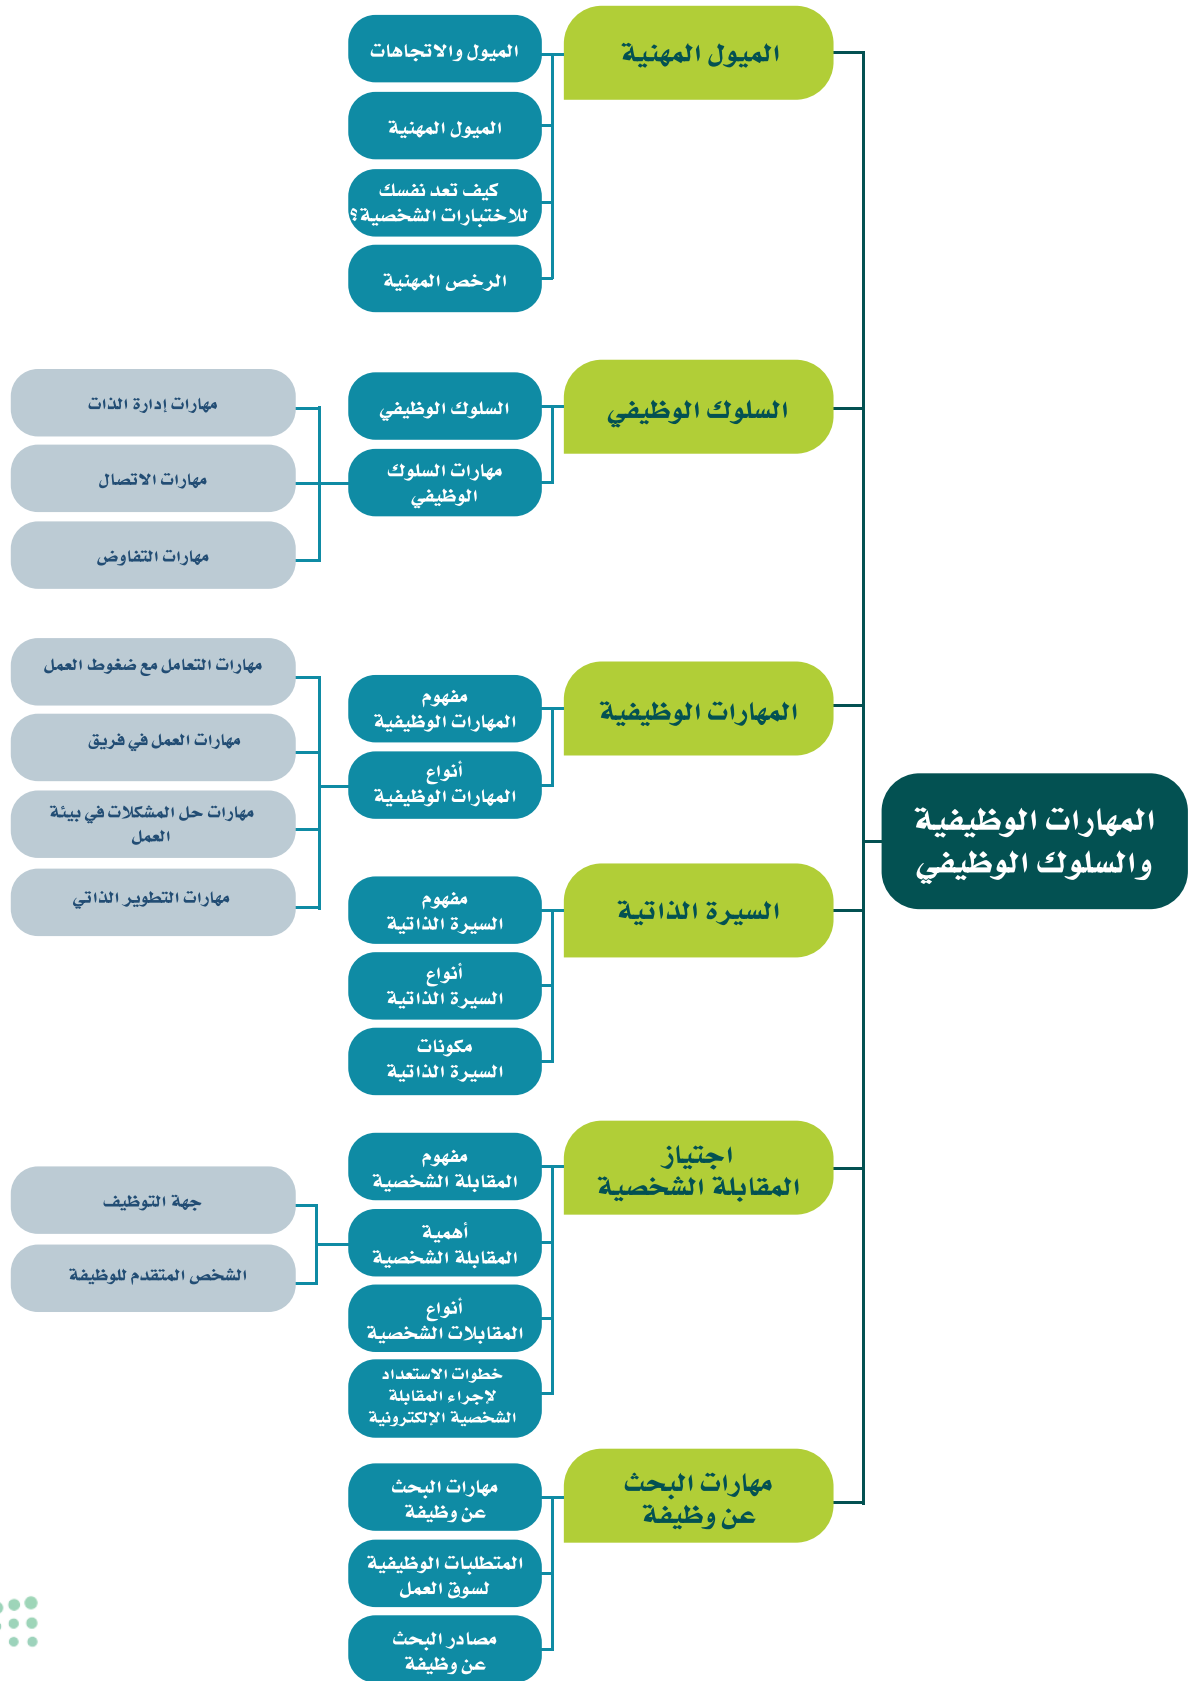 المهارات الوظيفية
والسلوك الوظيفي
الميول المهنية
الميول والاتجاهات
الميول المهنية
كيف تعد نفسك
للاختبارات الشخصية؟
الرخص المهنية
السلوك الوظيفي
السلوك الوظيفي
مهارات السلوك
الوظيفي
مهارات إدارة الذات
مهارات الاتصال
مهارات التفاوض
المهارات الوظيفية
مفهوم
المهارات الوظيفية
أنواع
المهارات الوظيفية
مهارات التعامل مع ضغوط العمل
مهارات العمل في فريق
مهارات حل المشكلات في بيئة
العمل
مهارات التطوير الذاتي
السيرة الذاتية
مفهوم
السيرة الذاتية
أنواع
السيرة الذاتية
مكونات
السيرة الذاتية
اجتياز
المقابلة الشخصية
مفهوم
المقابلة الشخصية
أهمية
المقابلة الشخصية
جهة التوظيف
الشخص المتقدم للوظيفة
أنواع
المقابلات الشخصية
خطوات الاستعداد
لإجراء المقابلة
الشخصية الإلكترونية
مهارات البحث
عن وظيفة
مهارات البحث
عن وظيفة
المتطلبات الوظيفية
لسوق العمل
مصادر البحث
عن وظيفة